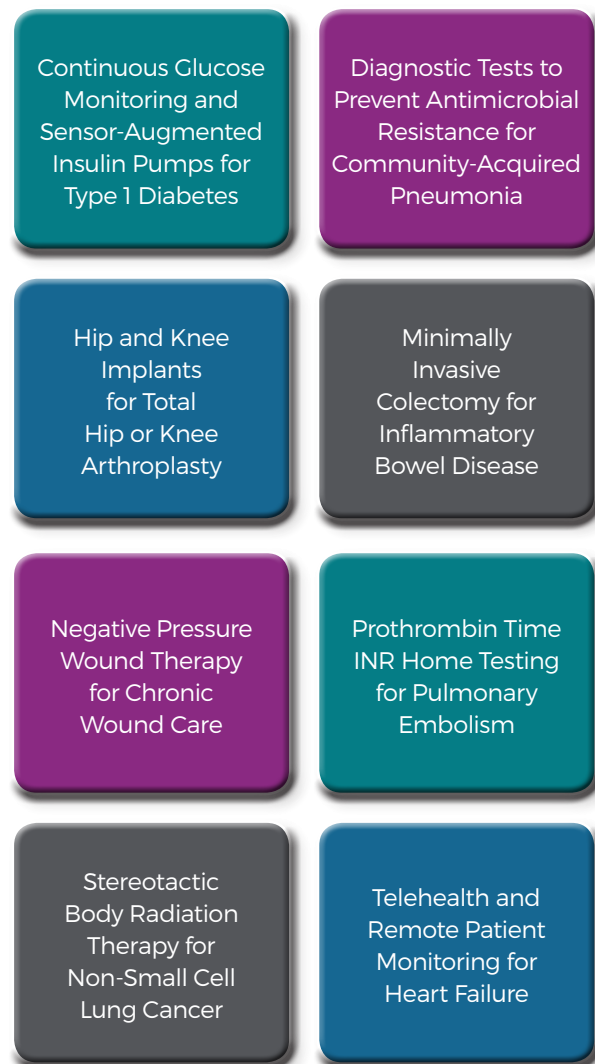 Continuous Glucose
Monitoring and
Sensor-Augmented
Insulin Pumps for
Type 1 Diabetes
Diagnostic Tests to
Prevent Antimicrobial
Resistance for
Community-Acquired
Pneumonia
Hip and Knee
Implants
for Total
Hip or Knee
Arthroplasty
Minimally
Invasive
Colectomy for
Inflammatory
Bowel Disease
Negative Pressure
Wound Therapy
for Chronic
Wound Care
Prothrombin Time
INR Home Testing
for Pulmonary
Embolism
Stereotactic
Body Radiation
Therapy for
Non-Small Cell
Lung Cancer
Telehealth and
Remote Patient
Monitoring for
Heart Failure